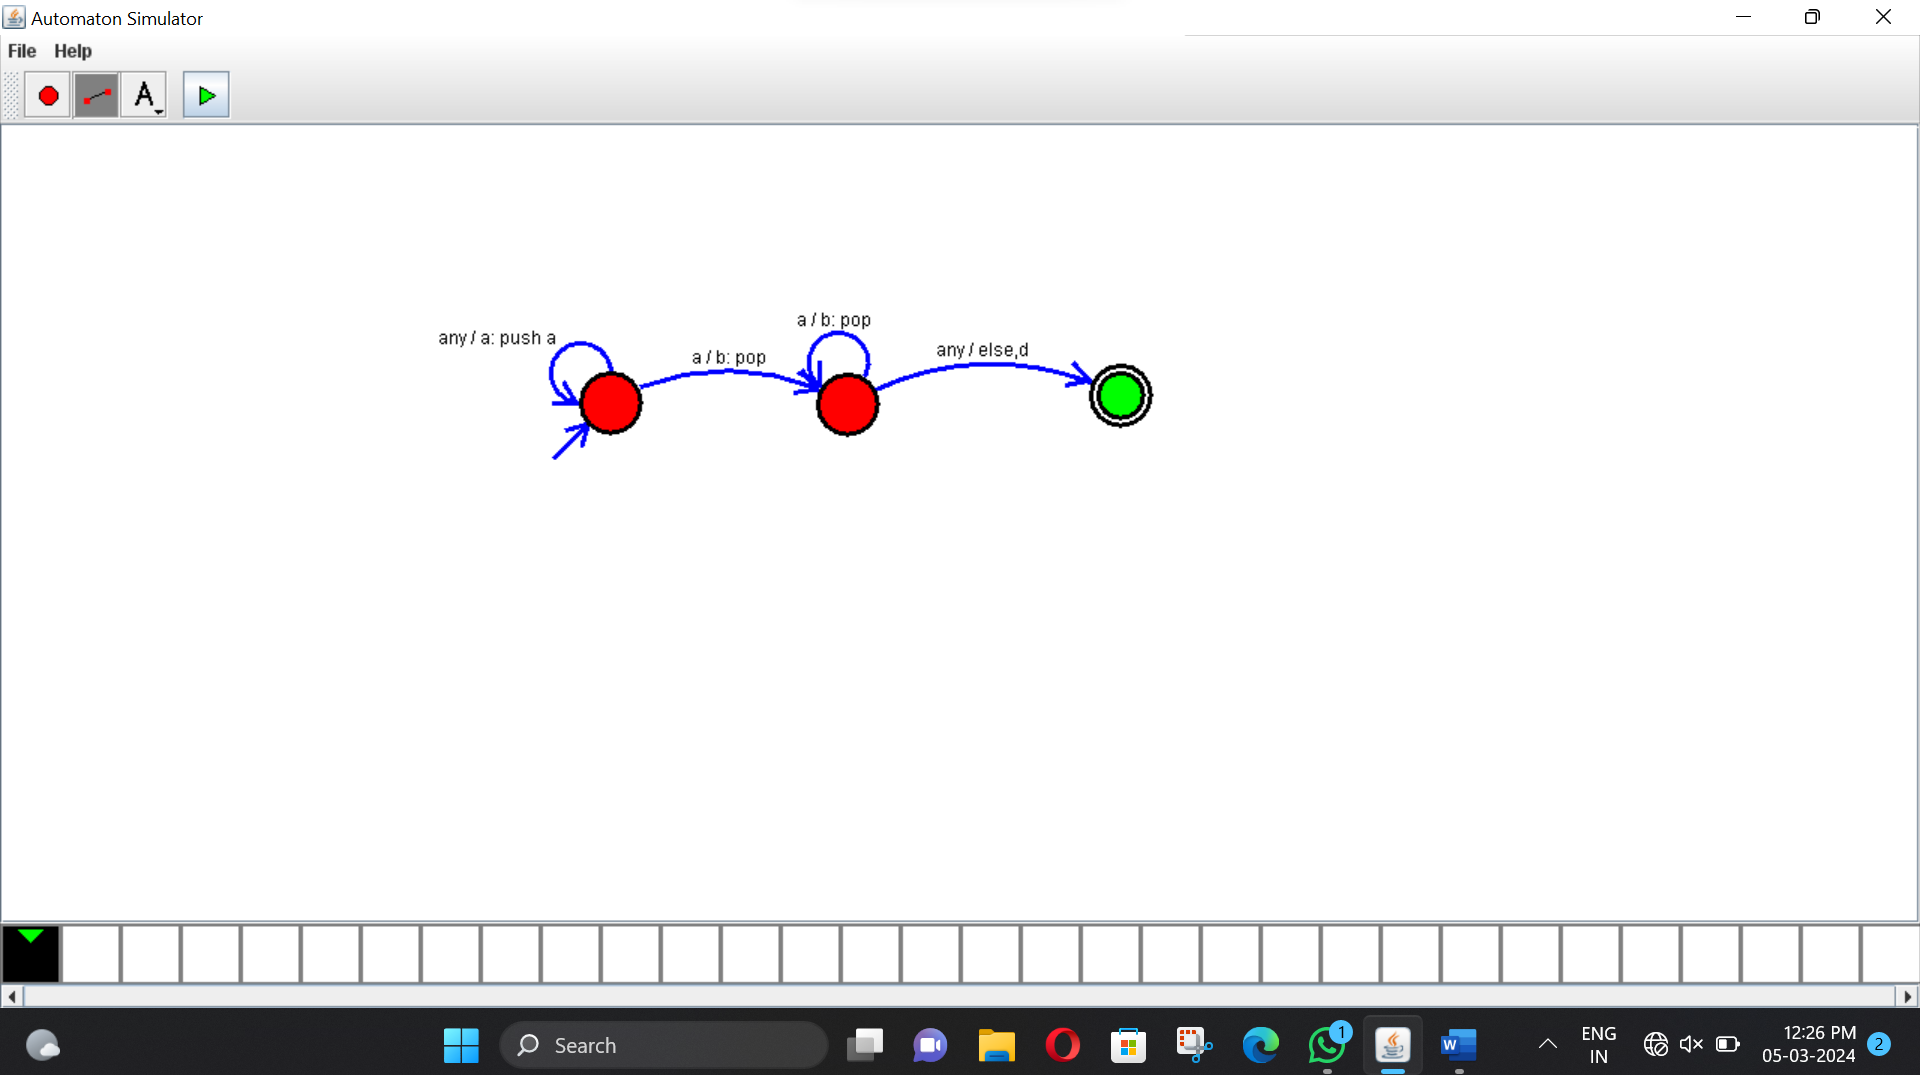 Automaton Simulator
File Help
A
a / b: pop
any / a: push a
a / b: pop
any / else,d
Search
1
W
ENG
IN
12:26 PM
05-03-2024
2